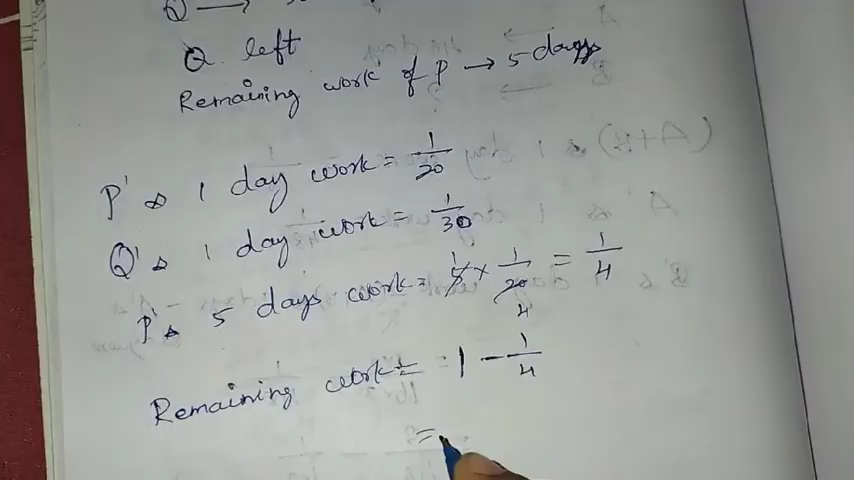 Q →
Q left
Remaining work of P → 5 days
P's 1 day work = 1/20
Q's 1 day work = 1/30
P's 5 days work = 5 × 1/20 = 1/4
Remaining work = 1 - 1/4
=